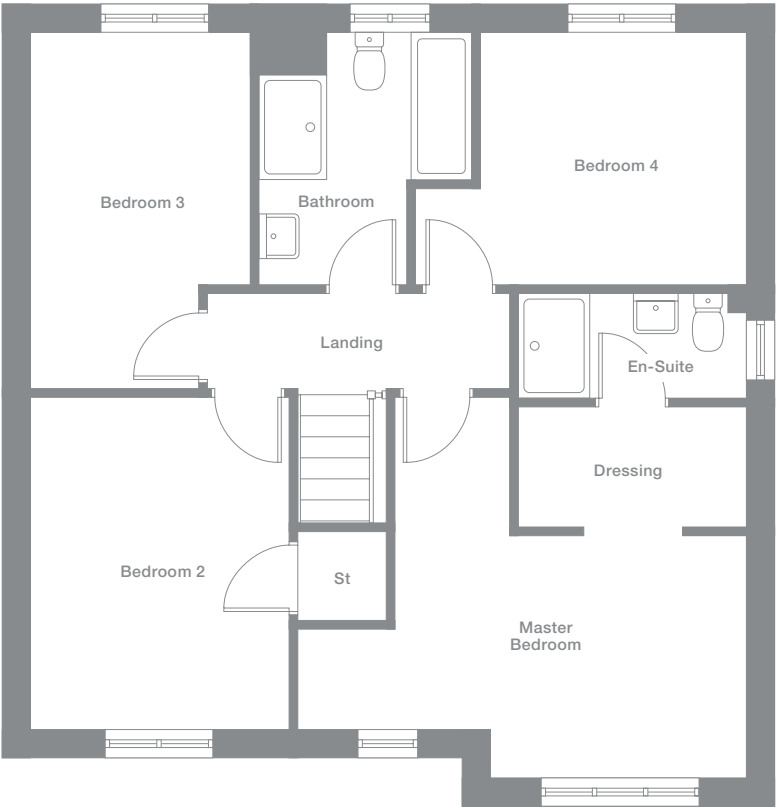 Bedroom 4
Bedroom 3
Bathroom
Landing
En-Suite
Dressing
Bedroom 2
St
Master
Bedroom